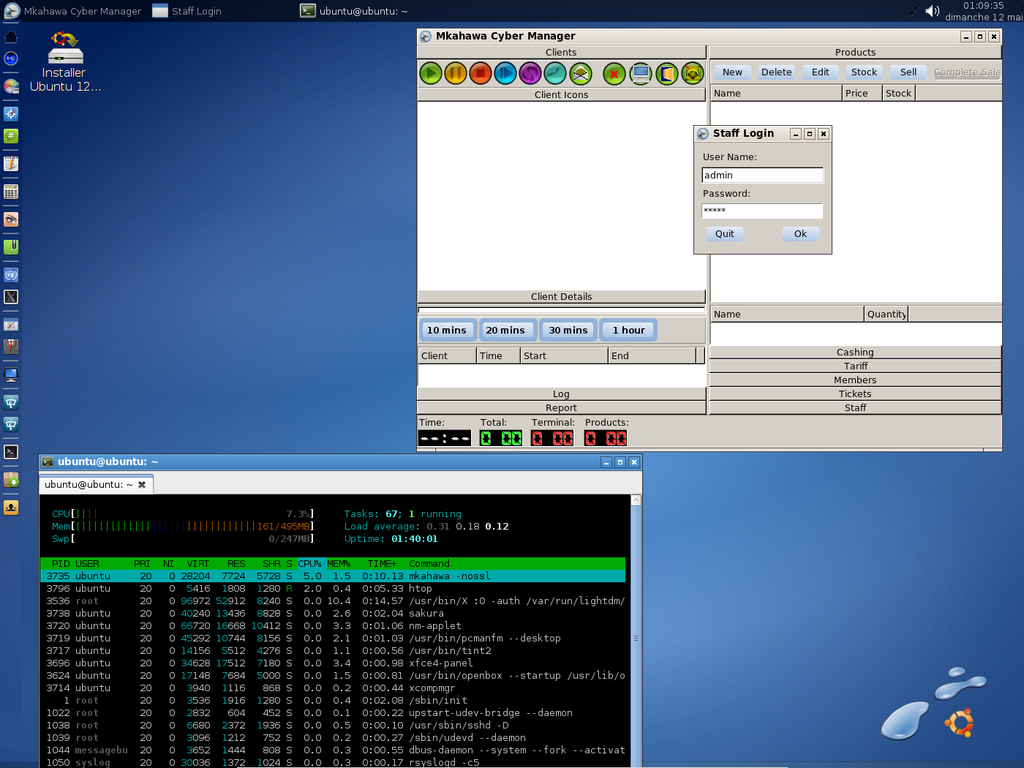 Mkahawa Cyber Manager
Staff Login
ubuntu@ubuntu: ~
01:09:35
dimanche 12 mai
Installer
Ubuntu 12...
Mkahawa Cyber Manager
Clients
Products
New Delete Edit Stock Sell Complete Sale
Client Icons
Name Price Stock
Staff Login
User Name:
admin
Password:
*****
Quit Ok
Client Details
10 mins 20 mins 30 mins 1 hour
Client Time Start End
Name Quantity
Cashing
Tariff
Members
Tickets
Staff
Log
Report
Time: Total: Terminal: Products:
--:-- 0 00 0 00 0 00
ubuntu@ubuntu: ~
ubuntu@ubuntu: ~
CPU[|||| 7.3%] Tasks: 67; 1 running
Mem[||||||||||||||||||||||||||||||||||||161/495MB] Load average: 0.31 0.18 0.12
Swp[ 0/247MB] Uptime: 01:40:01
PID USER PRI NI VIRT RES SHR S CPU% MEM% TIME+ Command
3735 ubuntu 20 0 28204 7724 5728 S 5.0 1.5 0:10.13 mkahawa -nossl
3796 ubuntu 20 0 5416 1808 1280 R 2.0 0.4 0:05.33 htop
3536 root 20 0 96972 52912 8240 S 0.0 10.4 0:14.57 /usr/bin/X :0 -auth /var/run/lightdm/
3738 ubuntu 20 0 40240 13436 8828 S 0.0 2.6 0:02.04 sakura
3720 ubuntu 20 0 66720 16668 10412 S 0.0 3.3 0:01.06 nm-applet
3719 ubuntu 20 0 45292 10744 8156 S 0.0 2.1 0:01.03 /usr/bin/pcmanfm --desktop
3717 ubuntu 20 0 14156 5512 4276 S 0.0 1.1 0:00.56 /usr/bin/tint2
3696 ubuntu 20 0 34628 17512 7180 S 0.0 3.4 0:00.98 xfce4-panel
3624 ubuntu 20 0 17148 7684 5000 S 0.0 1.5 0:00.81 /usr/bin/openbox --startup /usr/lib/o
3714 ubuntu 20 0 3940 1116 868 S 0.0 0.2 0:00.44 xcompmgr
1 root 20 0 3536 1916 1280 S 0.0 0.4 0:02.08 /sbin/init
1022 root 20 0 2832 604 452 S 0.0 0.1 0:00.22 upstart-udev-bridge --daemon
1038 root 20 0 6680 2372 1936 S 0.0 0.5 0:00.10 /usr/sbin/sshd -D
1039 root 20 0 3096 1212 752 S 0.0 0.2 0:00.27 /sbin/udevd --daemon
1044 messagebu 20 0 3652 1444 808 S 0.0 0.3 0:00.55 dbus-daemon --system --fork --activat
1050 syslog 20 0 30036 1372 1024 S 0.0 0.3 0:00.17 rsyslogd -c5